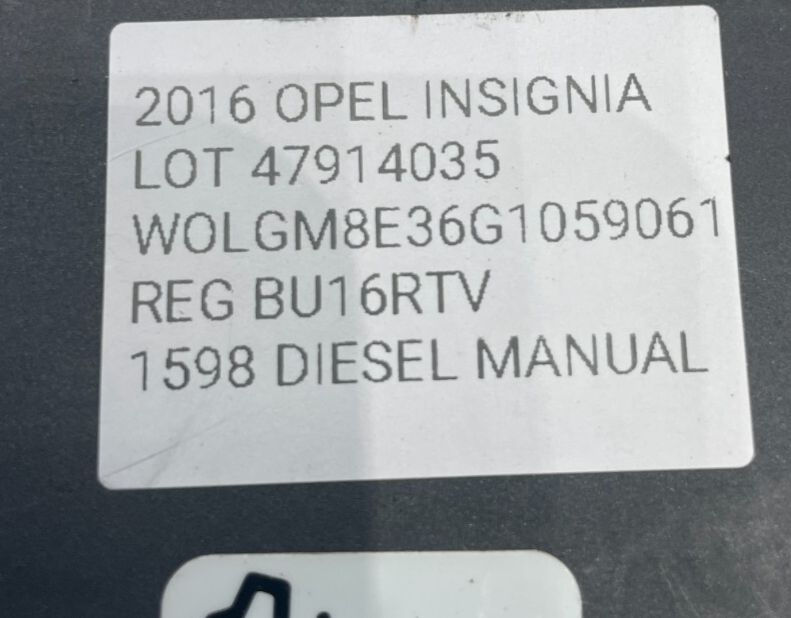 2016 OPEL INSIGNIA
LOT 47914035
WOLGM8E36G1059061
REG BU16RTV
1598 DIESEL MANUAL